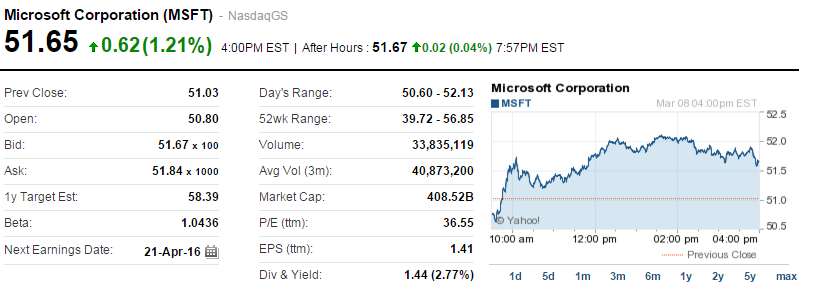 Microsoft Corporation (MSFT) - NasdaqGS
51.65 0.62(1.21%) 4:00PM EST | After Hours : 51.67 0.02 (0.04%) 7:57PM EST
Prev Close: 51.03
Open: 50.80
Bid: 51.67 x 100
Ask: 51.84 x 1000
1y Target Est: 58.39
Beta: 1.0436
Next Earnings Date: 21-Apr-16
Day's Range: 50.60 - 52.13
52wk Range: 39.72 - 56.85
Volume: 33,835,119
Avg Vol (3m): 40,873,200
Market Cap: 408.52B
P/E (ttm): 36.55
EPS (ttm): 1.41
Div & Yield: 1.44 (2.77%)
Microsoft Corporation
MSFT Mar 08 04:00pm EST
52.5
52.0
51.5
51.0
50.5
© Yahoo!
10:00 am 12:00 pm 02:00 pm 04:00 pm
Previous Close
1d 5d 1m 3m 6m 1y 2y 5y max